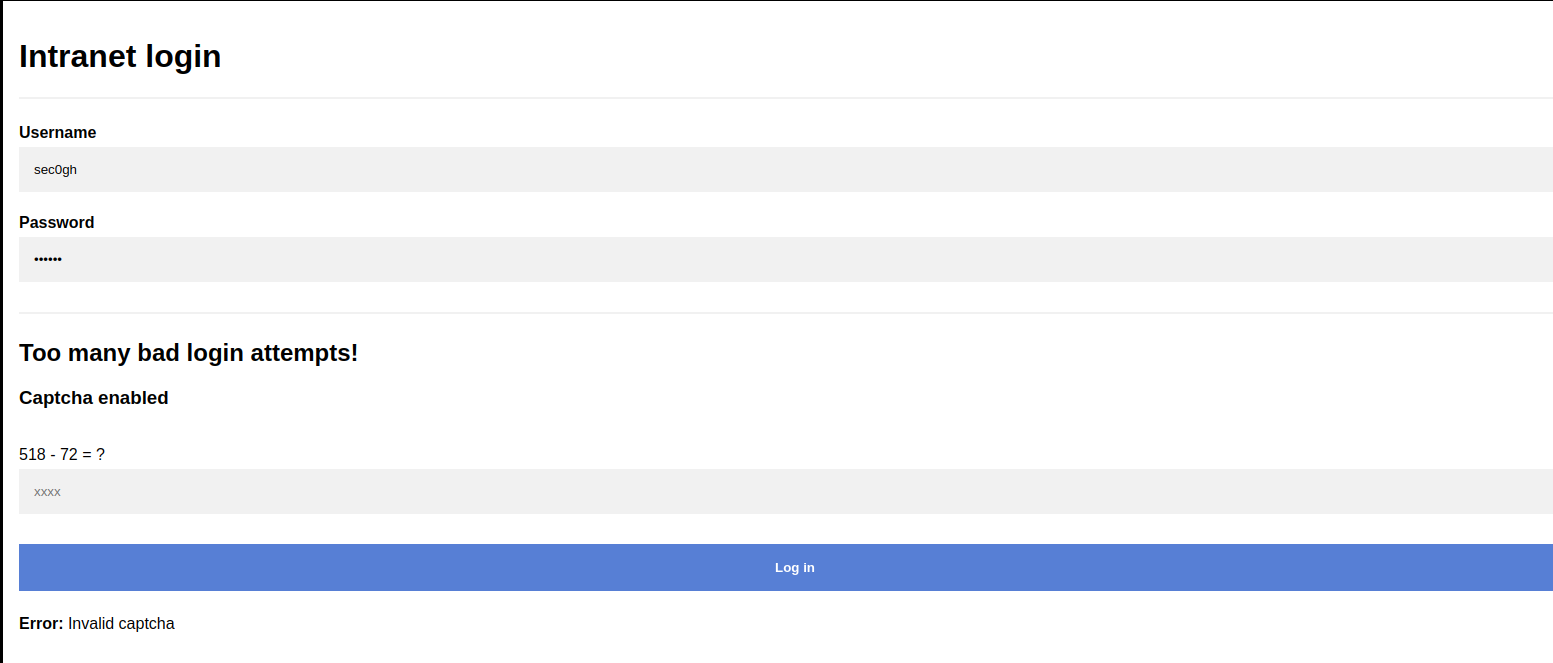 Intranet login
Username
sec0gh
Password
••••••
Too many bad login attempts!
Captcha enabled
518 - 72 = ?
xxxx
Log in
Error: Invalid captcha